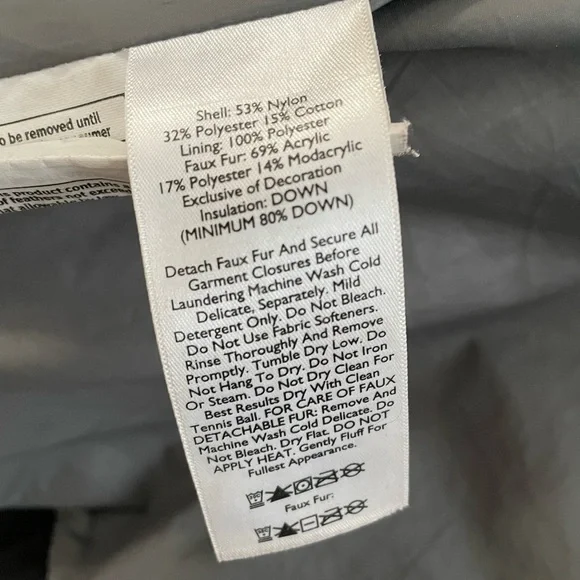 Shell: 53% Nylon
32% Polyester 15% Cotton
Lining: 100% Polyester
Faux Fur: 69% Acrylic
17% Polyester 14% Modacrylic
Exclusive of Decoration
Insulation: DOWN
(MINIMUM 80% DOWN)
Detach Faux Fur And Secure All
Garment Closures Before
Laundering Machine Wash Cold
Delicate, Separately. Mild
Detergent Only. Do Not Bleach.
Do Not Use Fabric Softeners.
Rinse Thoroughly And Remove
Promptly. Tumble Dry Low. Do
Not Hang To Dry. Do Not Iron
Or Steam. Do Not Dry Clean For
Best Results Dry With Clean
Tennis Ball. FOR CARE OF FAUX
DETACHABLE FUR: Remove And
Machine Wash Cold Delicate. Do
Not Bleach. Dry Flat. DO NOT
APPLY HEAT. Gently Fluff For
Fullest Appearance.
Faux Fur:
be removed until
product contains
of feathers not